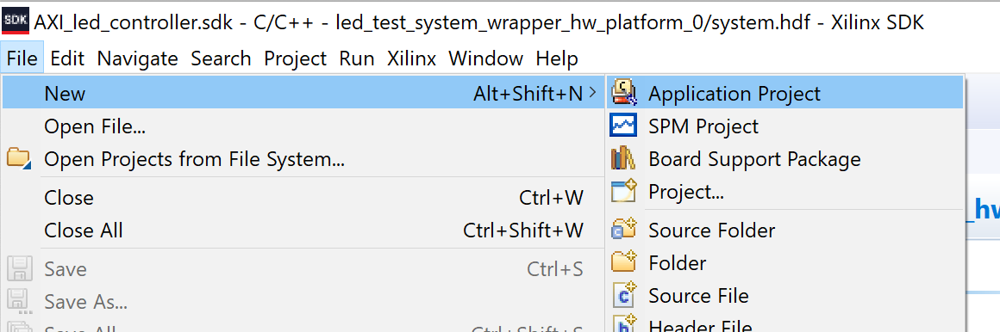 SDK AXI_led_controller.sdk - C/C++ - led_test_system_wrapper_hw_platform_0/system.hdf - Xilinx SDK
File Edit Navigate Search Project Run Xilinx Window Help
New Alt+Shift+N >
Open File...
Open Projects from File System...
Close Ctrl+W
Close All Ctrl+Shift+W
Save Ctrl+S
Save As...
Save All Ctrl+Shift+S
Application Project
SPM Project
Board Support Package
Project...
Source Folder
Folder
Source File
Header File
_hw